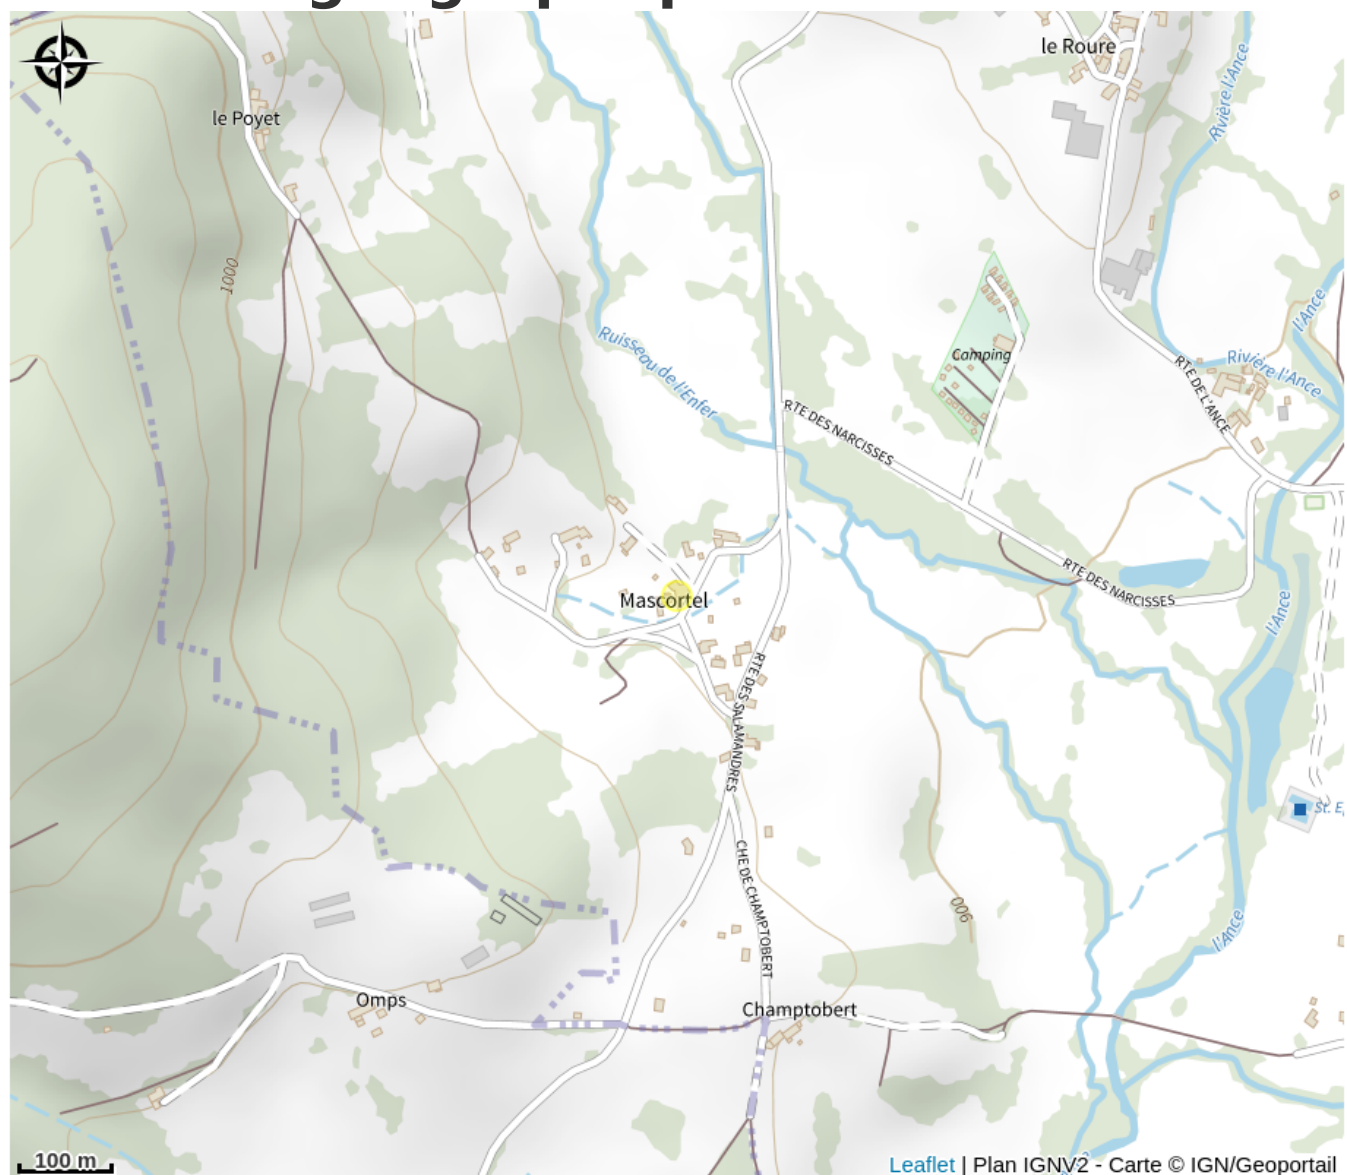 le Roure
Rivière l'Ance
le Poyet
1000
l'Ance
Ruisseau de l'Enfer
Camping
Rivière l'Ance
RTE DE L'ANCE
RTE DES NARCISSES
RTE DES NARCISSES
Mascortel
l'Ance
RTE DES SALAMANDRES
CHE DE CHAMPTOBERT
900
l'Ance
Omps
Champtobert
100 m
Leaflet | Plan IGNV2 - Carte © IGN/Geoportail